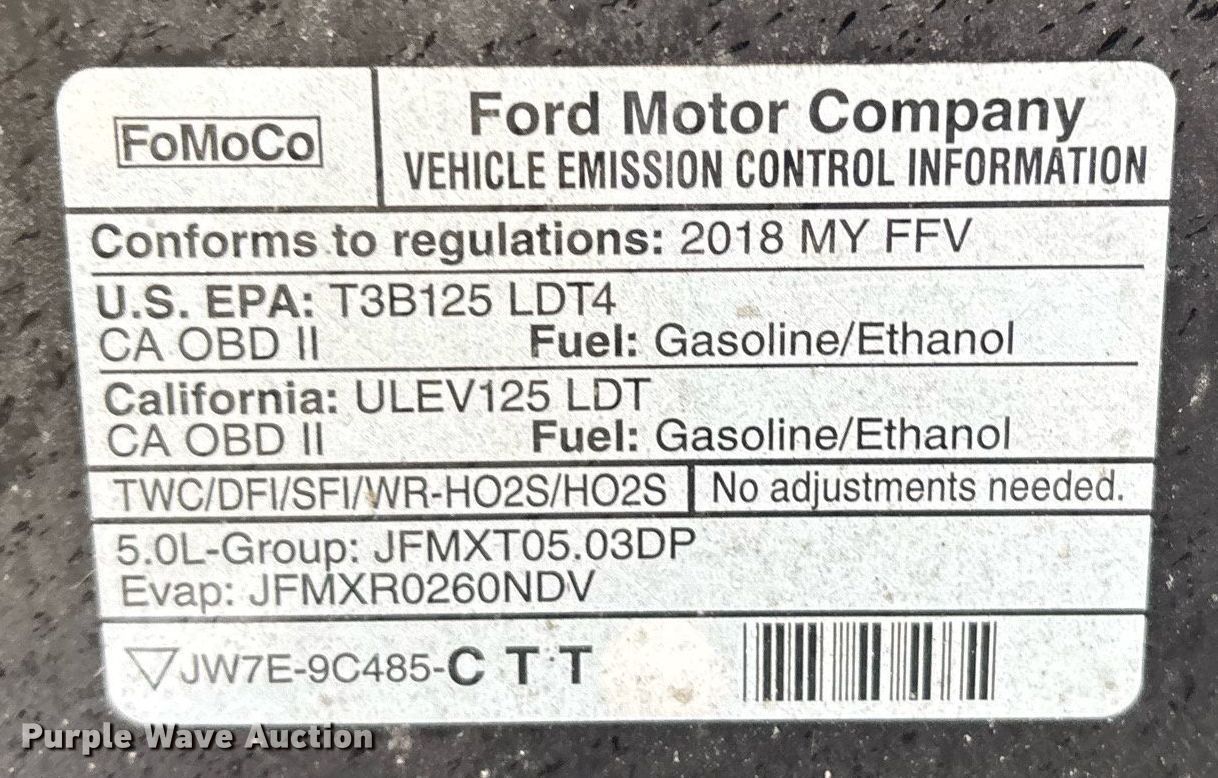 FoMoCo
Ford Motor Company
VEHICLE EMISSION CONTROL INFORMATION
Conforms to regulations: 2018 MY FFV
U.S. EPA: T3B125 LDT4
CA OBD II Fuel: Gasoline/Ethanol
California: ULEV125 LDT
CA OBD II Fuel: Gasoline/Ethanol
TWC/DFI/SFI/WR-HO2S/HO2S No adjustments needed.
5.0L-Group: JFMXT05.03DP
Evap: JFMXR0260NDV
JW7E-9C485-C T T
Purple Wave Auction